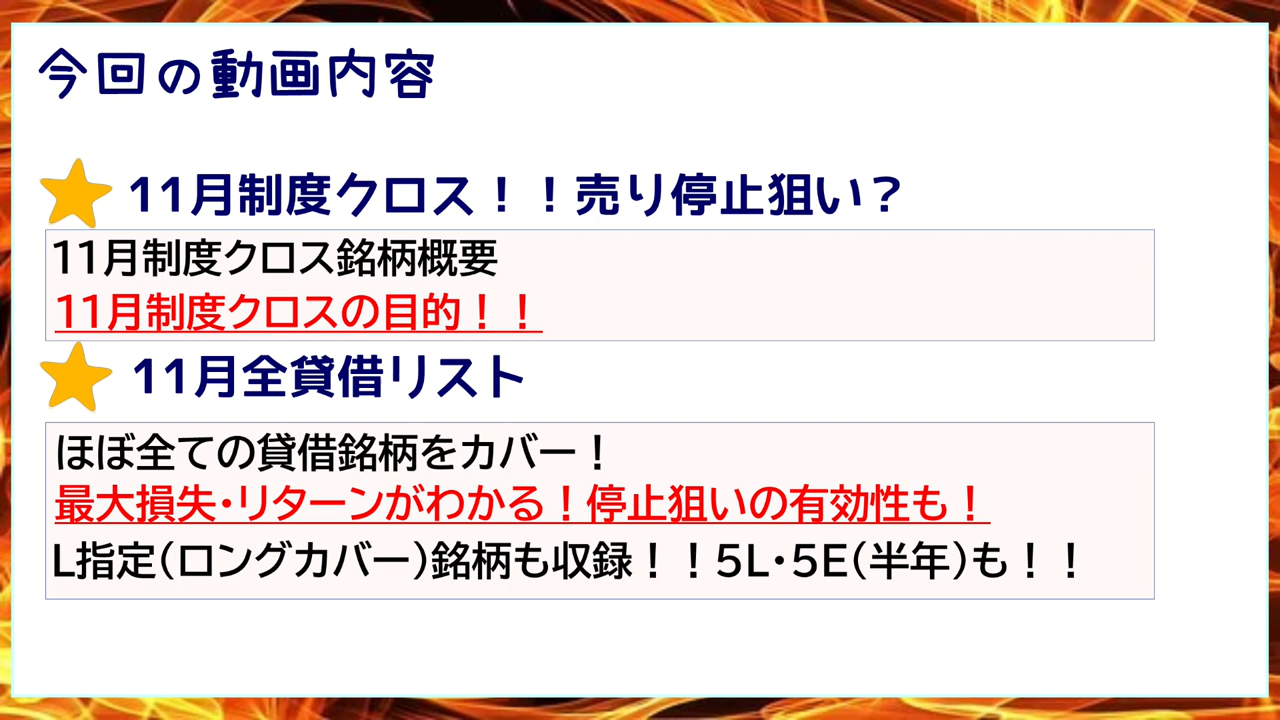 今回の動画内容
11月制度クロス！！売り停止狙い？
11月制度クロス銘柄概要
11月制度クロスの目的！！
11月全貸借リスト
ほぼ全ての貸借銘柄をカバー！
最大損失・リターンがわかる！停止狙いの有効性も！
L指定(ロングカバー)銘柄も収録！！5L・5E(半年)も！！